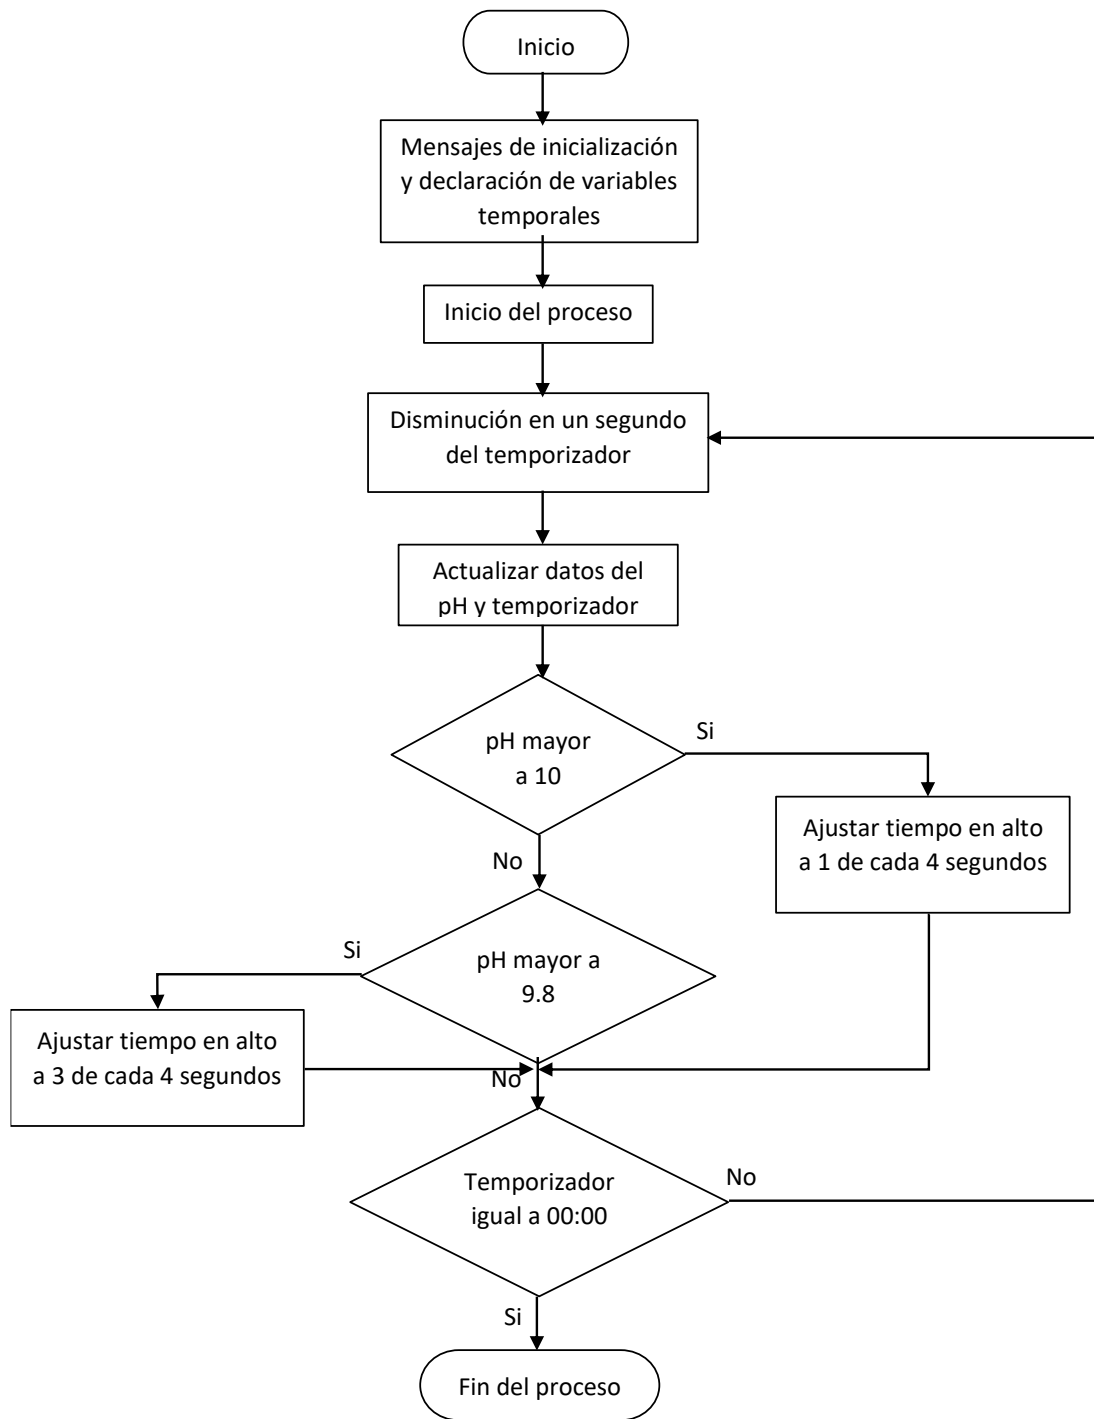 Inicio
Mensajes de inicialización
y declaración de variables
temporales
Inicio del proceso
Disminución en un segundo
del temporizador
Actualizar datos del
pH y temporizador
pH mayor
a 10
Si
Ajustar tiempo en alto
a 1 de cada 4 segundos
No
pH mayor a
9.8
Si
Ajustar tiempo en alto
a 3 de cada 4 segundos
No
Temporizador
igual a 00:00
No
Si
Fin del proceso